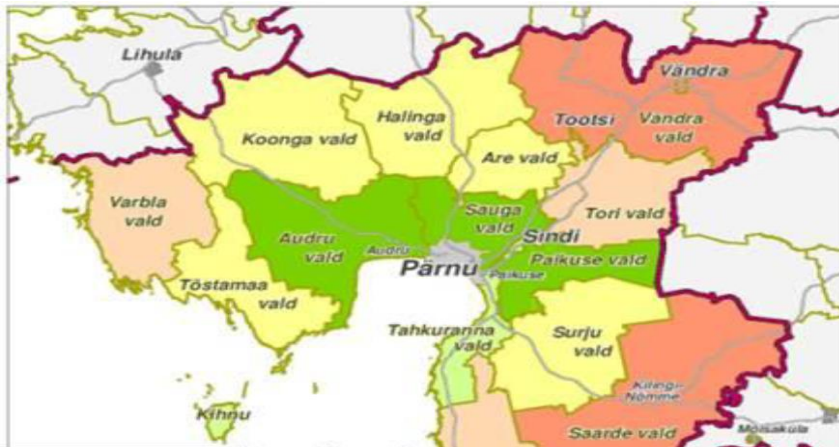 Lihula
Vändra
Halinga
vald
Tootsi
Vändra
vald
Koonga vald
Are vald
Varbla
vald
Sauga
vald
Tori vald
Audru
vald
Audru
Sindi
Pärnu
Paikuse vald
Paikuse
Tõstamaa
vald
Tahkuranna
vald
Surju
vald
Kilingi-
Nõmme
Kihnu
Saarde vald
Mõisaküla